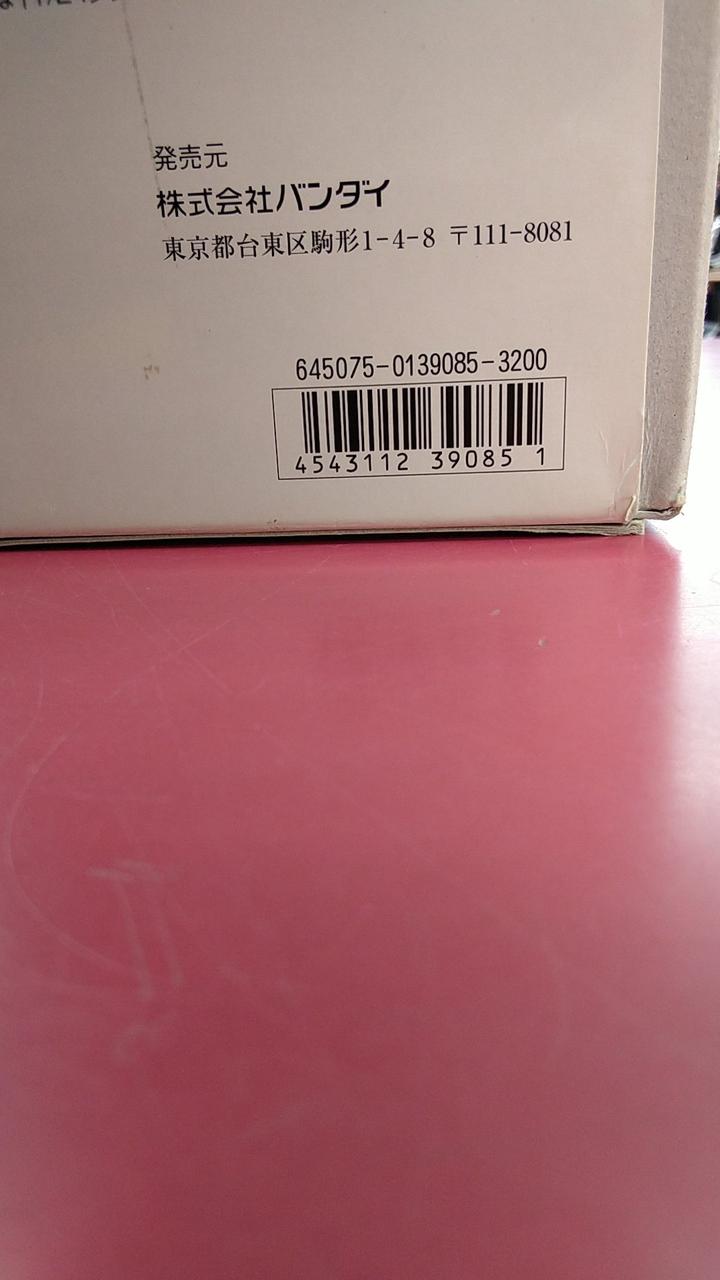 発売元
株式会社バンダイ
東京都台東区駒形1-4-8 〒111-8081
645075-0139085-3200
4543112 39085 1